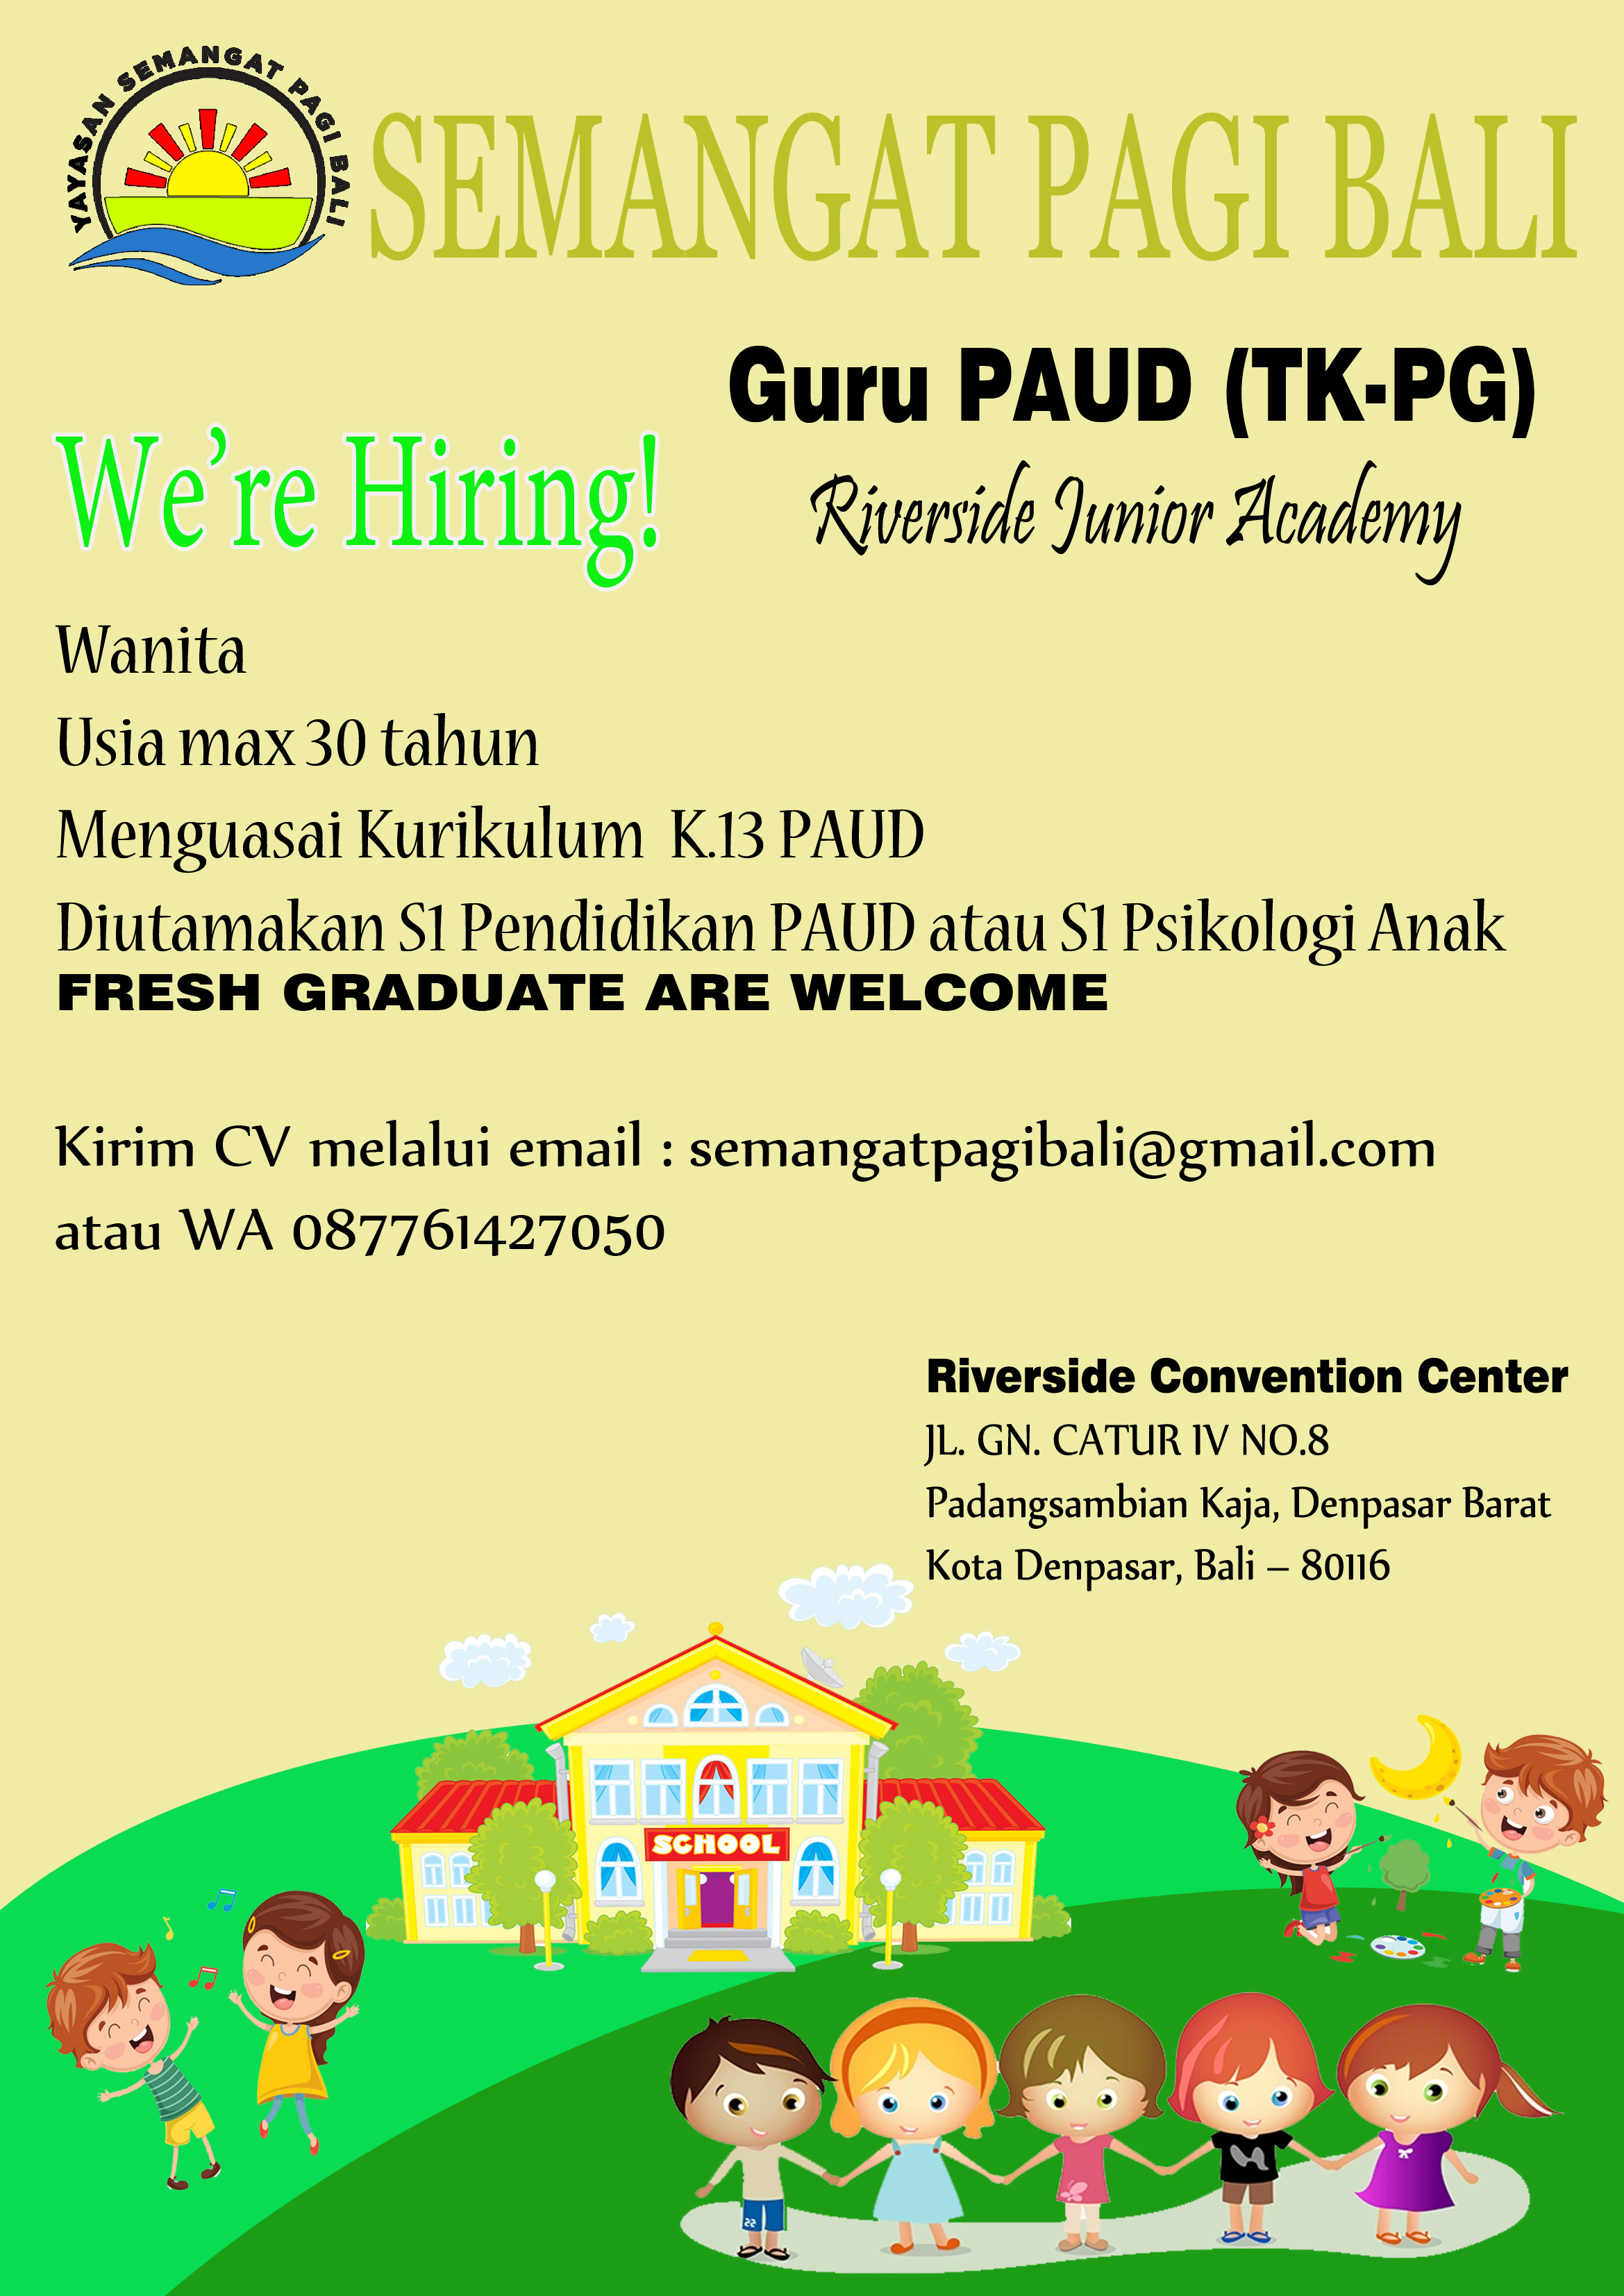 YAYASAN SEMANGAT PAGI BALI
SEMANGAT PAGI BALI
Guru PAUD (TK-PG)
We're Hiring!
Riverside Junior Academy
Wanita
Usia max 30 tahun
Menguasai Kurikulum K.13 PAUD
Diutamakan S1 Pendidikan PAUD atau S1 Psikologi Anak
FRESH GRADUATE ARE WELCOME
Kirim CV melalui email : semangatpagibali@gmail.com
atau WA 087761427050
Riverside Convention Center
JL. GN. CATUR IV NO.8
Padangsambian Kaja, Denpasar Barat
Kota Denpasar, Bali – 80116
SCHOOL
22